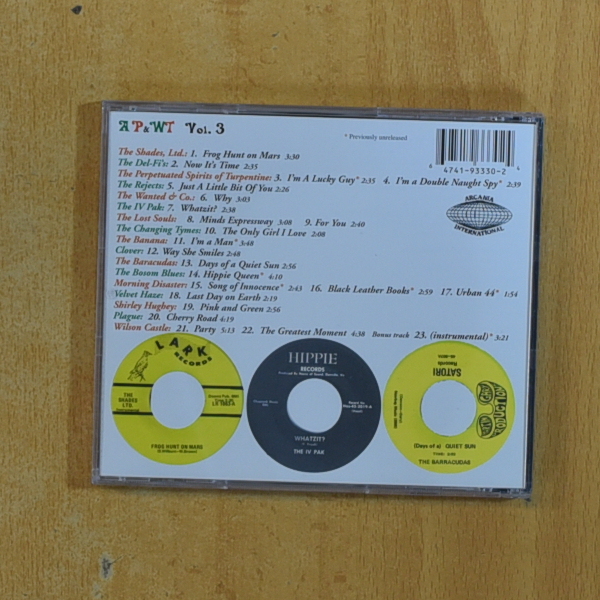 A P&WT Vol. 3
* Previously unreleased
6 4741-93330-2 4
The Shades, Ltd.: 1. Frog Hunt on Mars 3:30
The Del-Fi's: 2. Now It's Time 2:35
The Perpetuated Spirits of Turpentine: 3. I'm A Lucky Guy* 2:35 4. I'm a Double Naught Spy* 2:39
The Rejects: 5. Just A Little Bit Of You 2:26
The Wanted & Co.: 6. Why 3:03
The IV Pak: 7. Whatzit? 2:38
The Lost Souls: 8. Minds Expressway 3:08 9. For You 2:40
The Changing Tymes: 10. The Only Girl I Love 2:08
The Banana: 11. I'm a Man* 3:48
Clover: 12. Way She Smiles 2:48
The Baracudas: 13. Days of a Quiet Sun 2:56
The Bosom Blues: 14. Hippie Queen* 4:10
Morning Disaster: 15. Song of Innocence* 2:43 16. Black Leather Books* 2:59 17. Urban 44* 1:54
Velvet Haze: 18. Last Day on Earth 2:19
Shirley Hughey: 19. Pink and Green 2:56
Plague: 20. Cherry Road 4:19
Wilson Castle: 21. Party 5:13 22. The Greatest Moment 4:38 Bonus track 23. (instrumental)* 3:21
ARCANIA
INTERNATIONAL
LARK
RECORDS
THE
SHADES
LTD.
FROG HUNT ON MARS
HIPPIE
RECORDS
WHATZIT?
THE IV PAK
SATORI
Records
(Days of a) QUIET SUN
THE BARRACUDAS